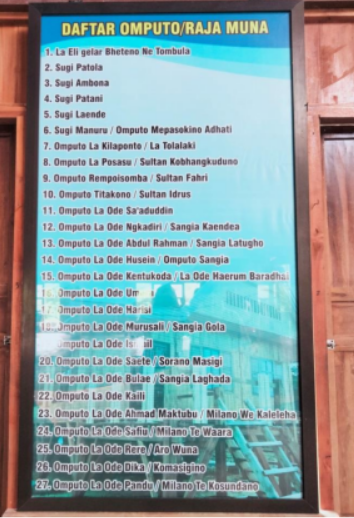 DAFTAR OMPUTO/RAJA MUNA
1. La Eli gelar Bheteno Ne Tombula
2. Sugi Patola
3. Sugi Ambona
4. Sugi Patani
5. Sugi Laende
6. Sugi Manuru / Omputo Mepasokino Adhati
7. Omputo La Kilaponto / La Tolalaki
8. Omputo La Posasu / Sultan Kobhangkuduno
9. Omputo Rempoisomba / Sultan Fahri
10. Omputo Titakono / Sultan Idrus
11. Omputo La Ode Sa'aduddin
12. Omputo La Ode Ngkadiri / Sangia Kaendea
13. Omputo La Ode Abdul Rahman / Sangia Latugho
14. Omputo La Ode Husein / Omputo Sangia
15. Omputo La Ode Kentukoda / La Ode Haerum Baradhai
16. Omputo La Ode
17. Omputo La Ode Harisi
18. Omputo La Ode Murusali / Sangia Gola
Omputo La Ode
20. Omputo La Ode Saete / Sorano Masigi
21. Omputo La Ode Bulae / Sangia Laghada
22. Omputo La Ode Kaili
23. Omputo La Ode Ahmad Maktubu / Milano We Kaleleha
24. Omputo La Ode Safiu / Milano Te Waara
25. Omputo La Ode Rere / Aro Wuna
26. Omputo La Ode Dika / Komasigino
27. Omputo La Ode Pandu / Milano Te Kosundano